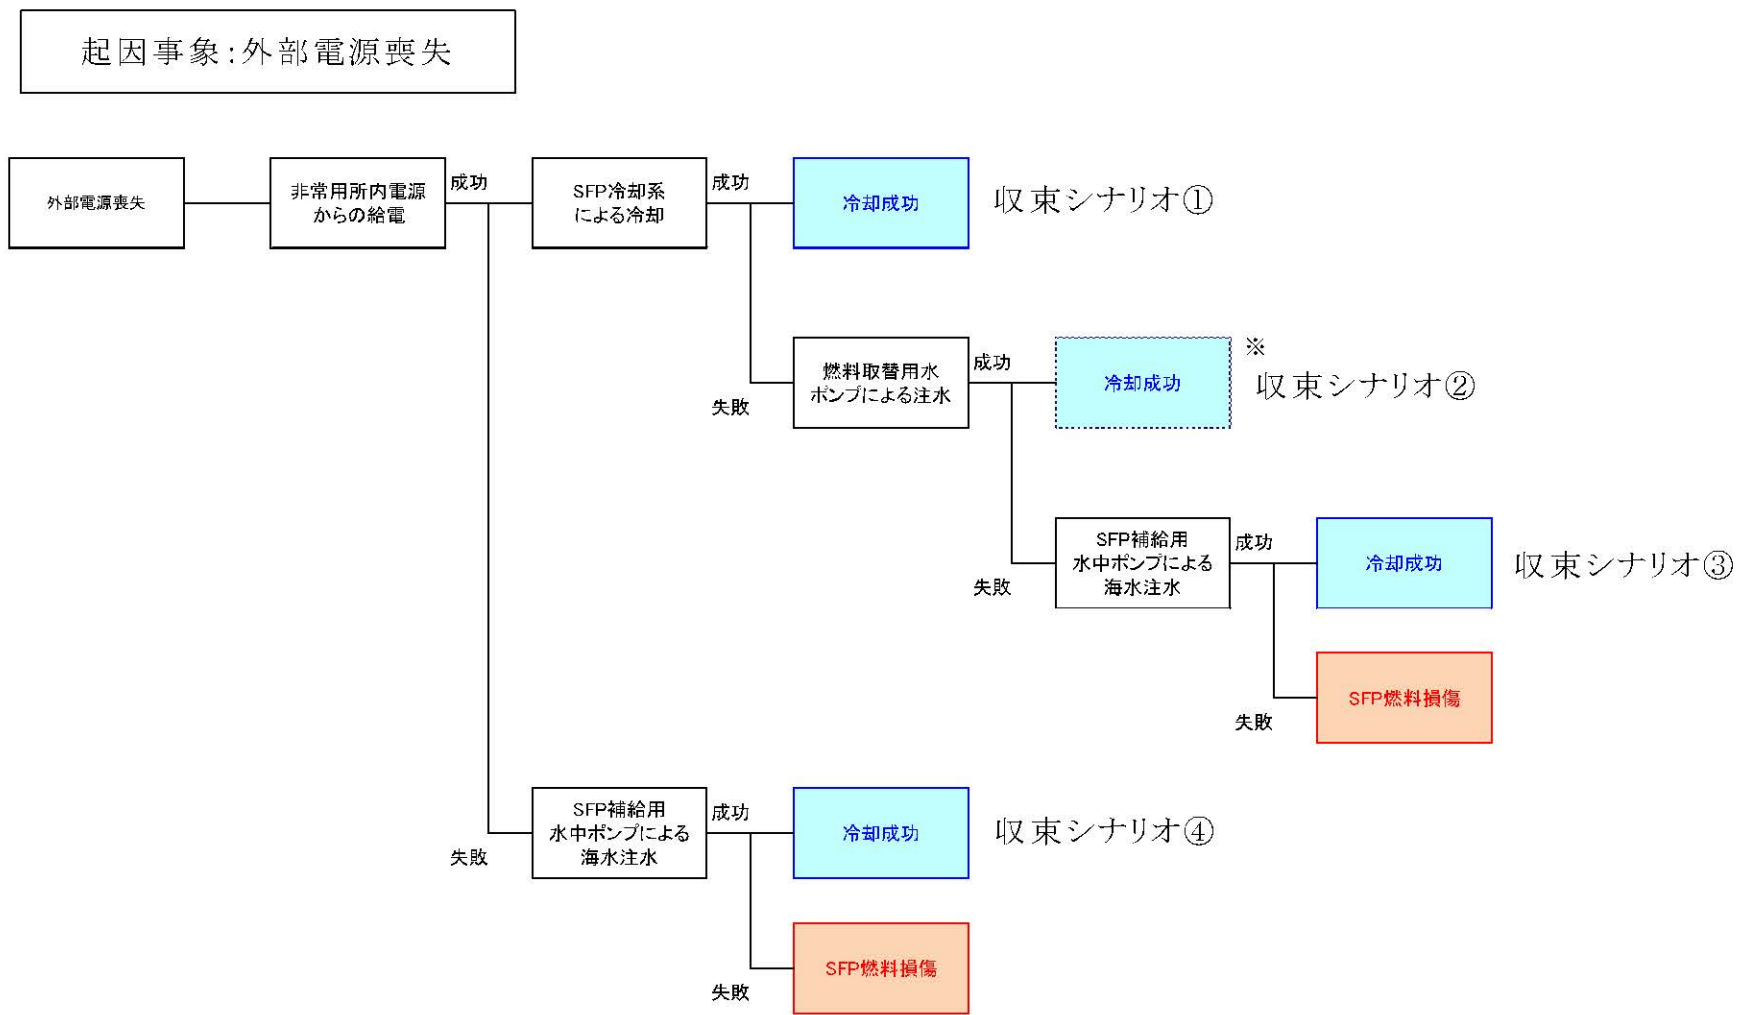 起因事象:外部電源喪失
外部電源喪失
非常用所内電源
からの給電
成功
SFP冷却系
による冷却
成功
冷却成功
収束シナリオ①
失敗
燃料取替用水
ポンプによる注水
成功
冷却成功
※
収束シナリオ②
失敗
SFP補給用
水中ポンプによる
海水注水
成功
冷却成功
収束シナリオ③
失敗
SFP燃料損傷
失敗
SFP補給用
水中ポンプによる
海水注水
成功
冷却成功
収束シナリオ④
失敗
SFP燃料損傷